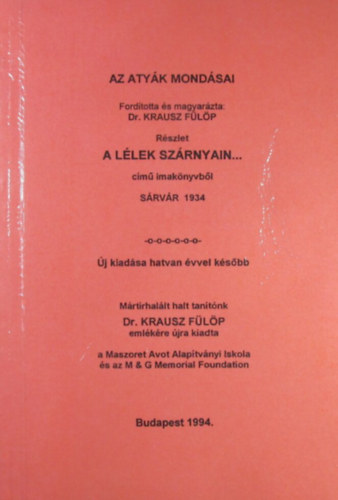 AZ ATYÁK MONDÁSAI
Fordította és magyarázta:
Dr. KRAUSZ FÜLÖP
Részlet
A LÉLEK SZÁRNYAIN...
című imakönyvből
SÁRVÁR 1934
-o-o-o-o-o-o-
Új kiadása hatvan évvel később
Mártirhalált halt tanítónk
Dr. KRAUSZ FÜLÖP
emlékére újra kiadta
a Maszoret Avot Alapítványi Iskola
és az M & G Memorial Foundation
Budapest 1994.